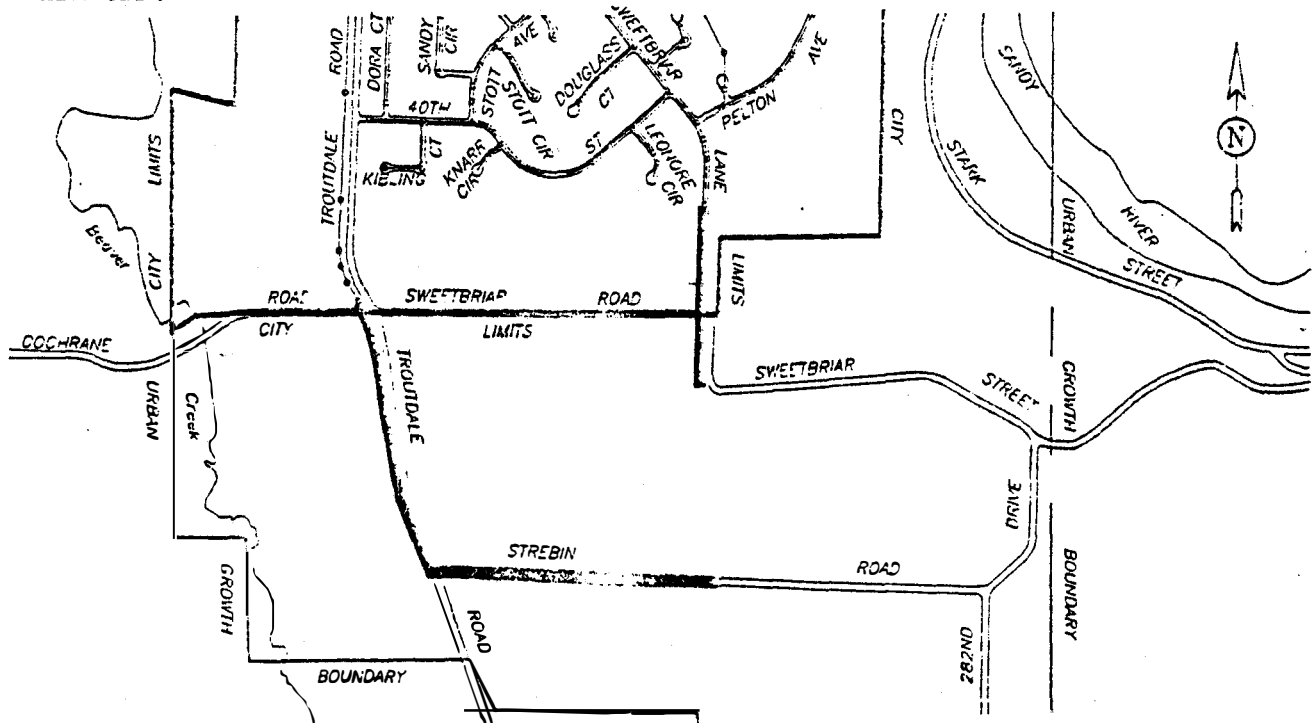 ROAD
DORA CT
SANDY CIR
AVE
STOTT
STOTT CIR
DOUGLASS CT
SWEETBRIAR
LANE
PELTON
AVE
40TH
ST
CT
KNARR CIR
LEONORE CIR
TROUTDALE
LIMITS
CITY
Beaver
CITY
LIMITS
SANDY
RIVER
STARK
STREET
URBAN
N
ROAD
SWEETBRIAR
ROAD
CITY
LIMITS
COCHRANE
URBAN
Creek
TROUTDALE
SWEETBRIAR
STREET
GROWTH
DRIVE
STREBIN
ROAD
BOUNDARY
GROWTH
ROAD
BOUNDARY
282ND